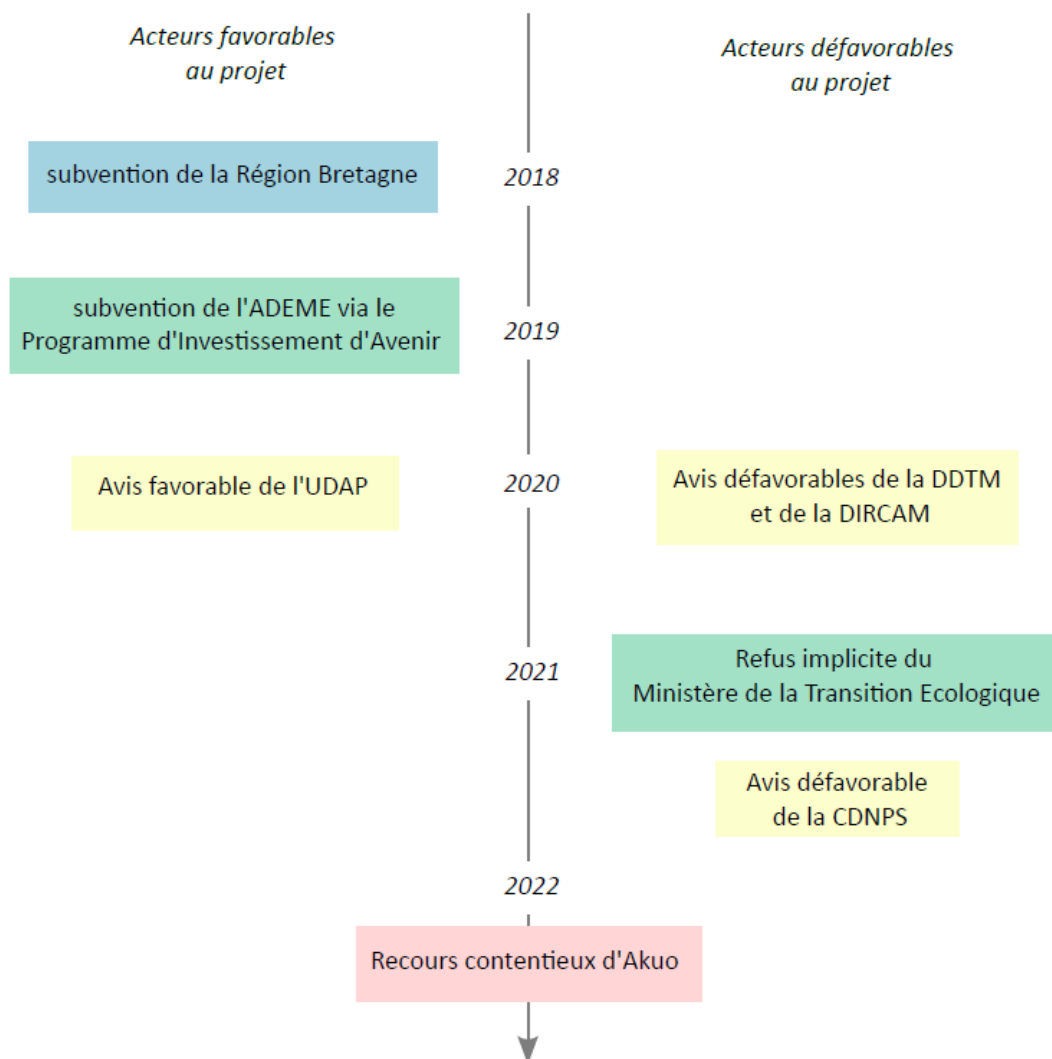 Acteurs favorables
au projet
Acteurs défavorables
au projet
subvention de la Région Bretagne
2018
subvention de l'ADEME via le
Programme d'Investissement d'Avenir
2019
Avis favorable de l'UDAP
2020
Avis défavorables de la DDTM
et de la DIRCAM
2021
Refus implicite du
Ministère de la Transition Ecologique
Avis défavorable
de la CDNPS
2022
Recours contentieux d'Akuo